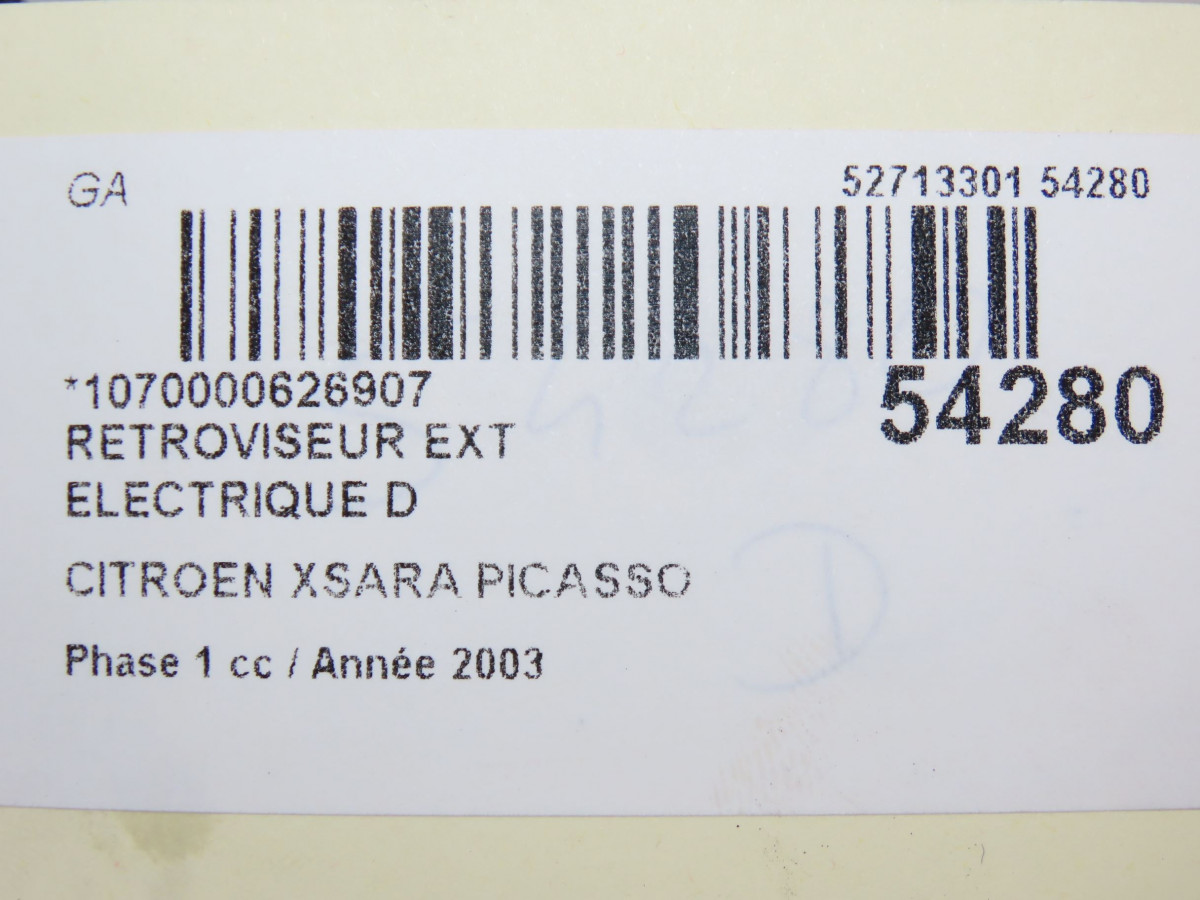 GA
52713301 54280
*1070000626907
54280
RETROVISEUR EXT
ELECTRIQUE D
CITROEN XSARA PICASSO
Phase 1 cc / Année 2003
D